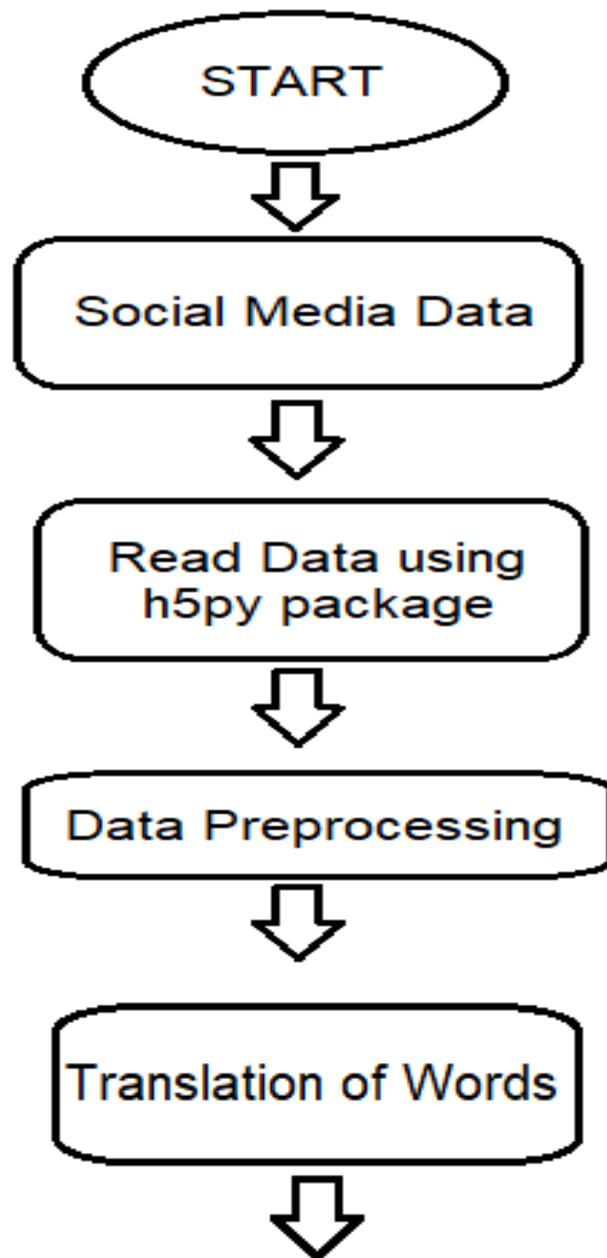 START
Social Media Data
Read Data using
h5py package
Data Preprocessing
Translation of Words